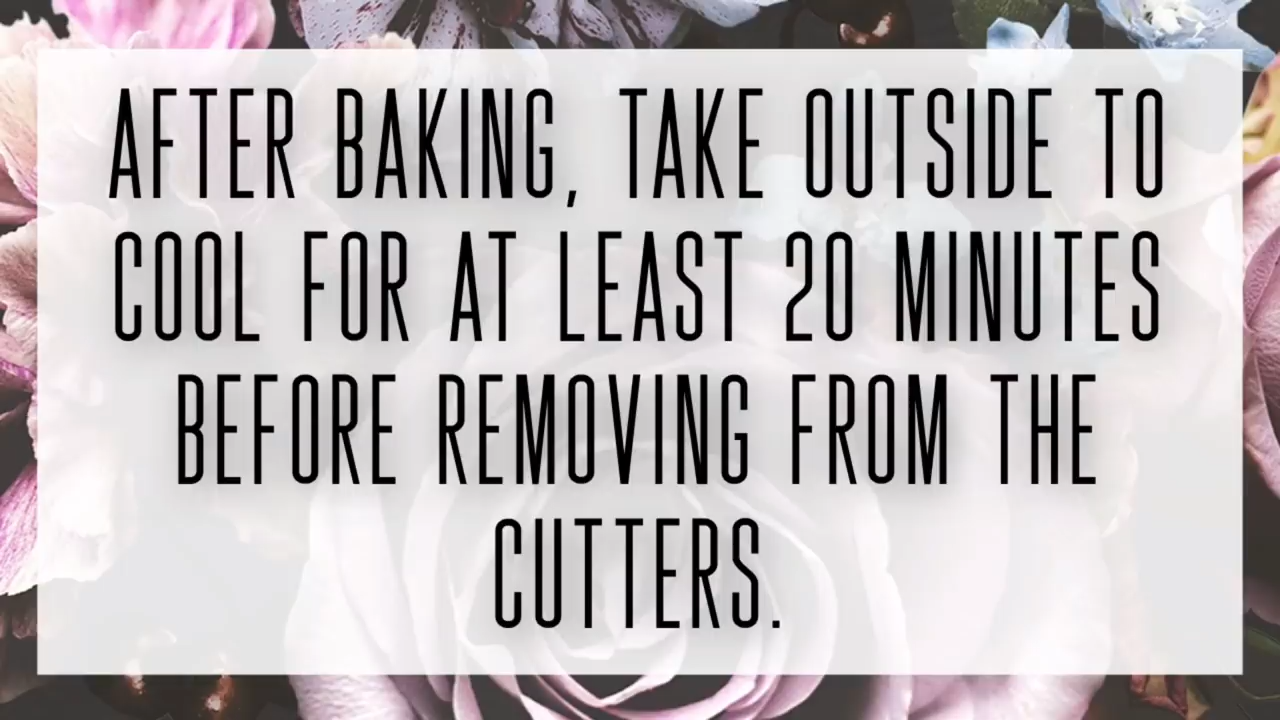 AFTER BAKING, TAKE OUTSIDE TO
COOL FOR AT LEAST 20 MINUTES
BEFORE REMOVING FROM THE
CUTTERS.